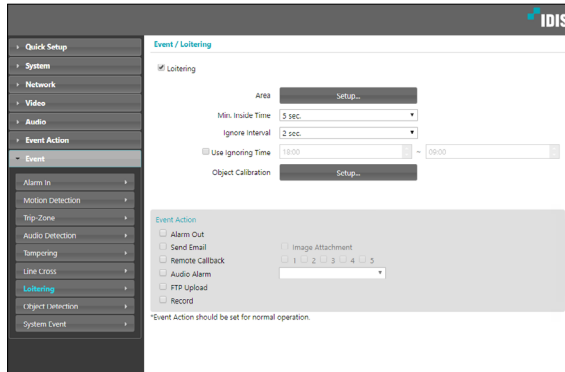 IDIS
Quick Setup
System
Network
Video
Audio
Event Action
Event
Alarm In
Motion Detection
Trip-Zone
Audio Detection
Tampering
Line Cross
Loitering
Object Detection
System Event
Event / Loitering
Loitering
Area Setup...
Min. Inside Time 5 sec.
Ignore Interval 2 sec.
Use Ignoring Time 18:00 ~ 09:00
Object Calibration Setup...
Event Action
Alarm Out
Send Email Image Attachment
Remote Callback 1 2 3 4 5
Audio Alarm
FTP Upload
Record
*Event Action should be set for normal operation.